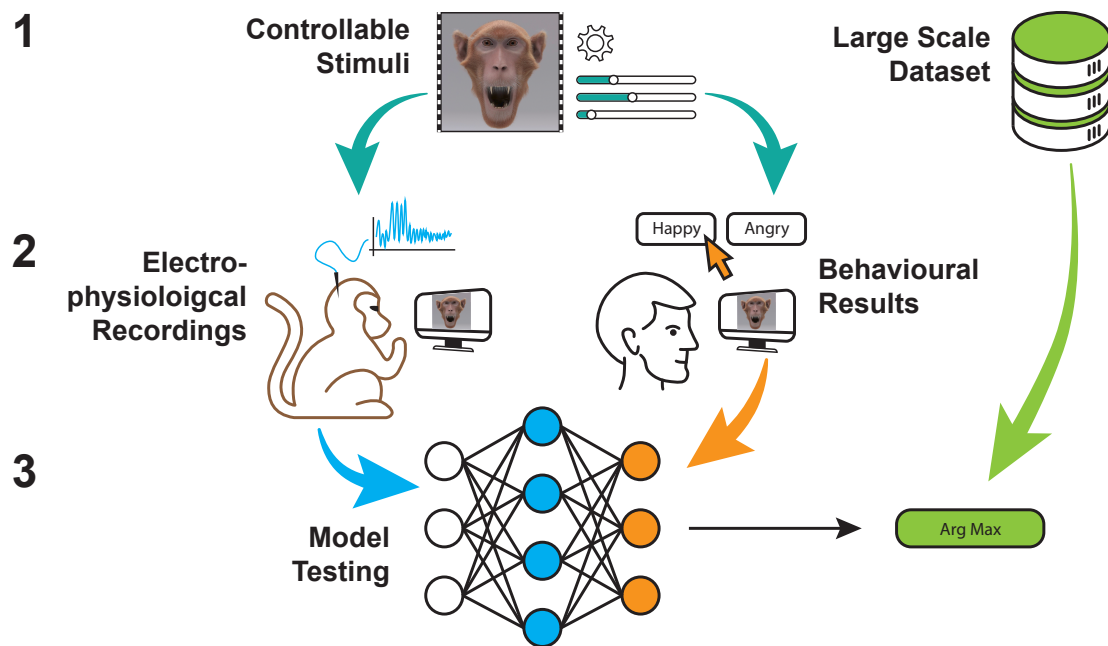 1
Controllable
Stimuli
Large Scale
Dataset
2
Electro-
physioloigcal
Recordings
Happy
Angry
Behavioural
Results
3
Model
Testing
Arg Max